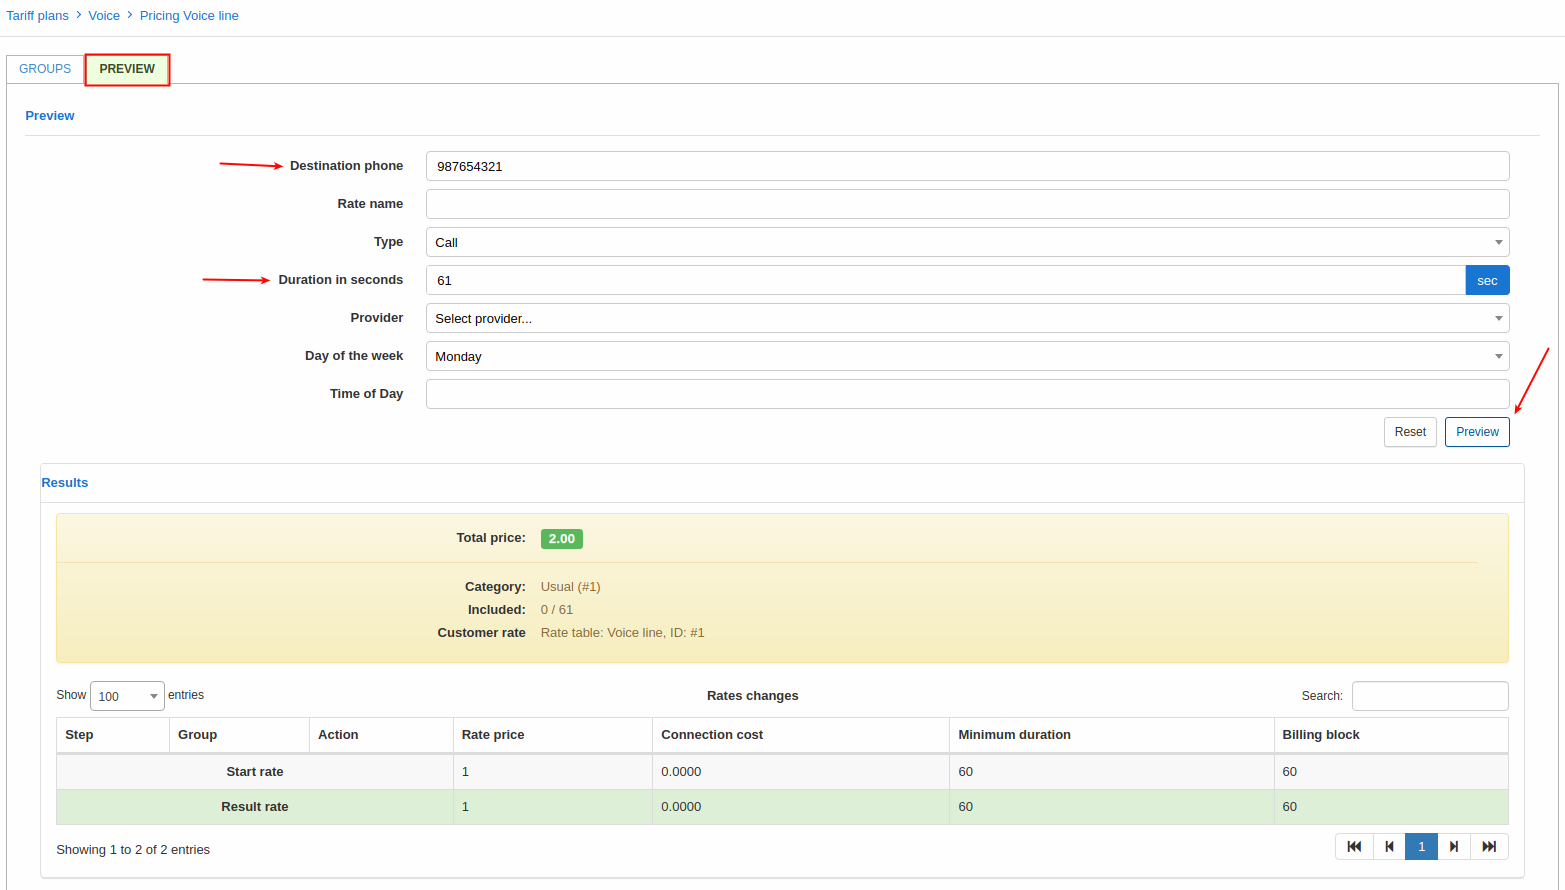 Tariff plans > Voice > Pricing Voice line
GROUPS PREVIEW
Preview
Destination phone 987654321
Rate name
Type Call
Duration in seconds 61 sec
Provider Select provider...
Day of the week Monday
Time of Day
Reset Preview
Results
Total price: 2.00
Category: Usual (#1)
Included: 0 / 61
Customer rate Rate table: Voice line, ID: #1
Show 100 entries Rates changes Search:
Step Group Action Rate price Connection cost Minimum duration Billing block
Start rate 1 0.0000 60 60
Result rate 1 0.0000 60 60
Showing 1 to 2 of 2 entries 1